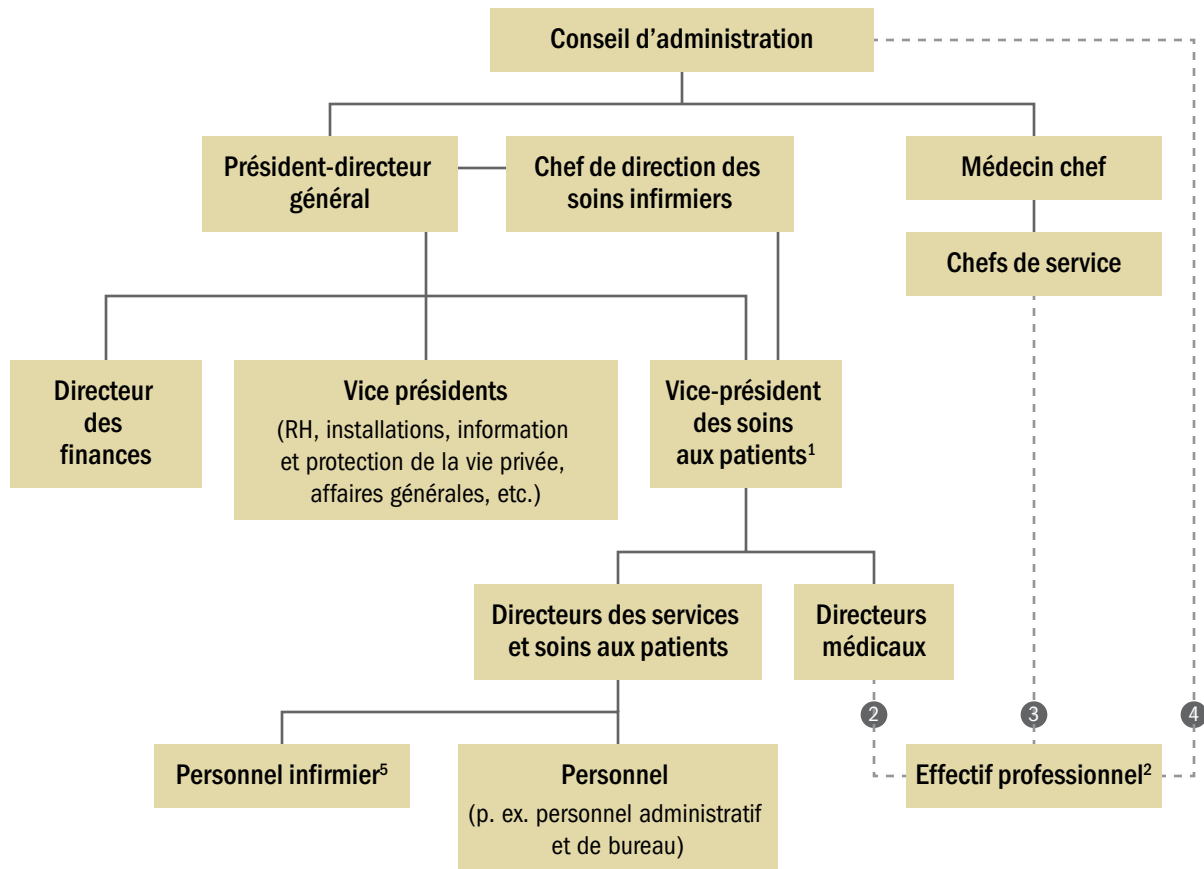 Conseil d'administration
Président-directeur
général
Chef de direction des
soins infirmiers
Médecin chef
Chefs de service
Directeur
des
finances
Vice présidents
(RH, installations, information
et protection de la vie privée,
affaires générales, etc.)
Vice-président
des soins
aux patients¹
Directeurs des services
et soins aux patients
Directeurs
médicaux
2
3
4
Personnel infirmier⁵
Personnel
(p. ex. personnel administratif
et de bureau)
Effectif professionnel²